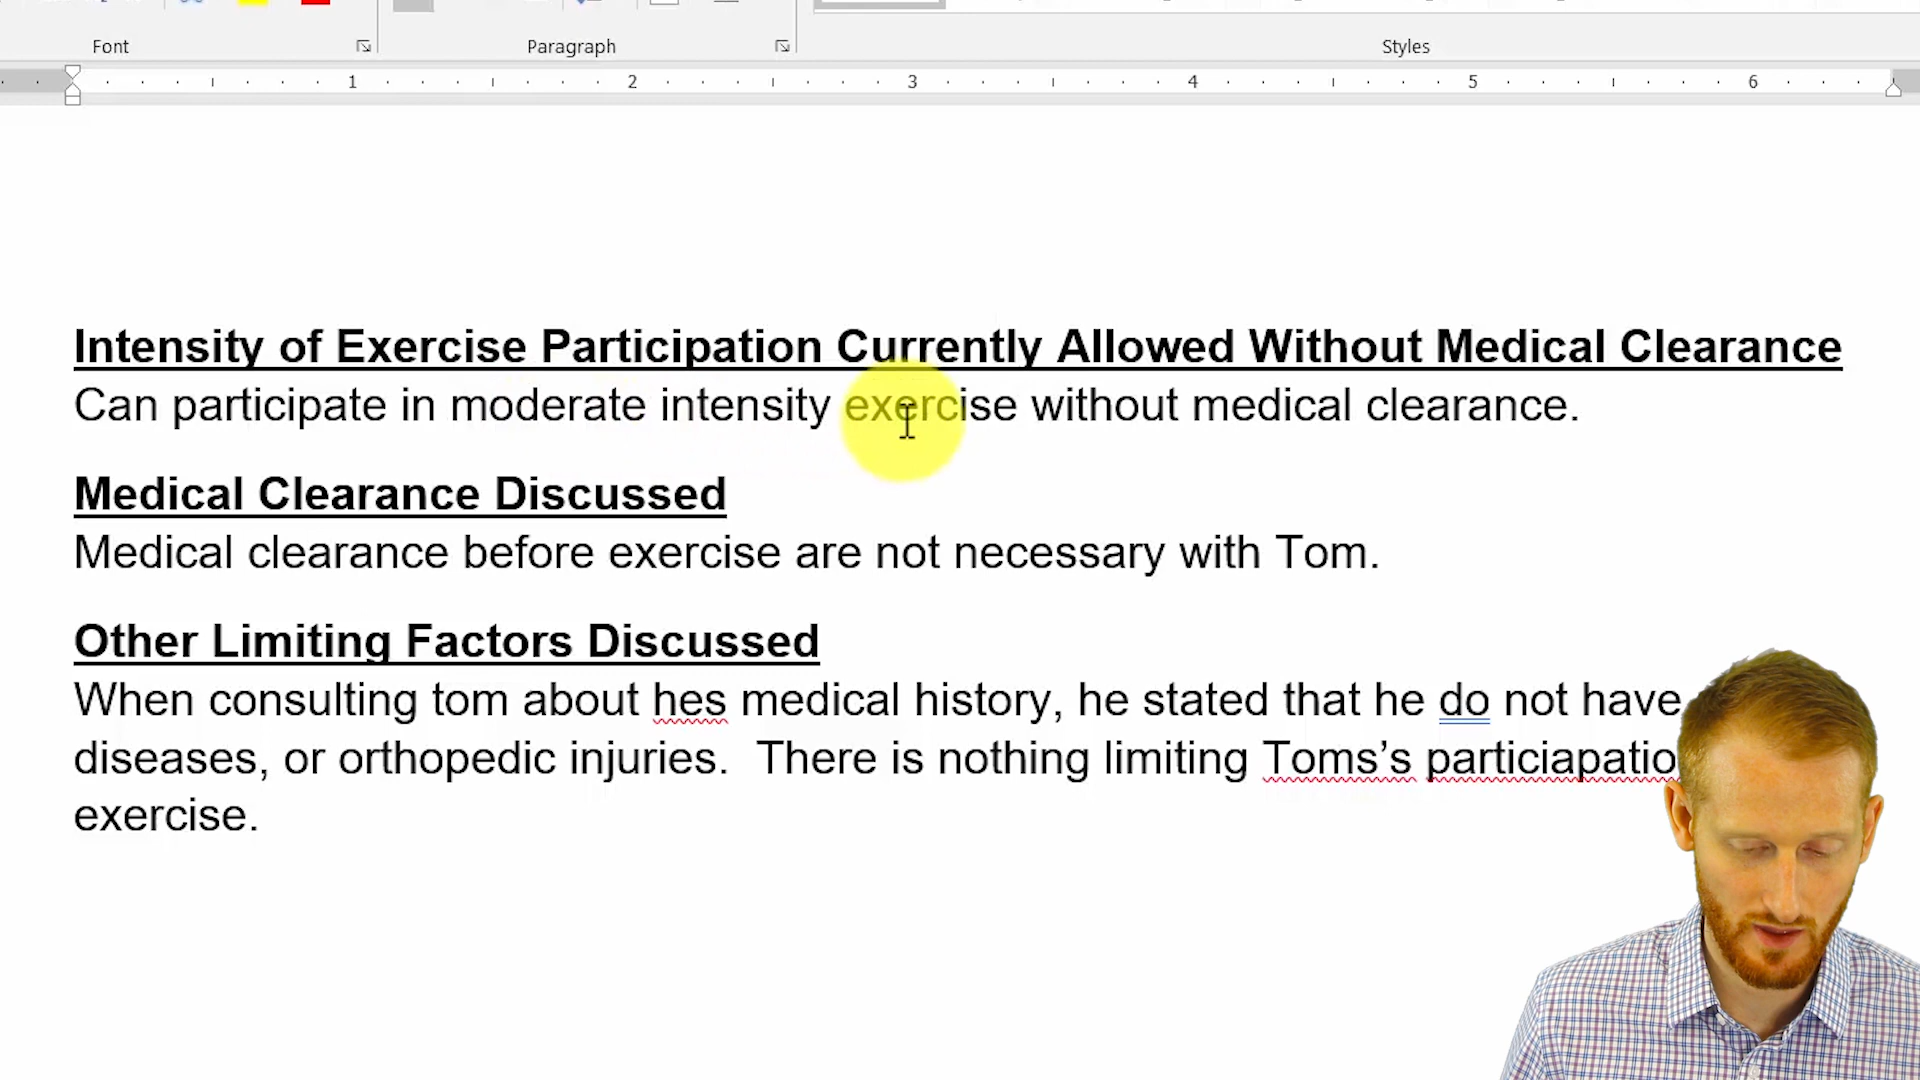 Font Paragraph Styles
1 2 3 4 5 6
Intensity of Exercise Participation Currently Allowed Without Medical Clearance
Can participate in moderate intensity exercise without medical clearance.
Medical Clearance Discussed
Medical clearance before exercise are not necessary with Tom.
Other Limiting Factors Discussed
When consulting tom about hes medical history, he stated that he do not have
diseases, or orthopedic injuries. There is nothing limiting Toms’s particiapatio
exercise.